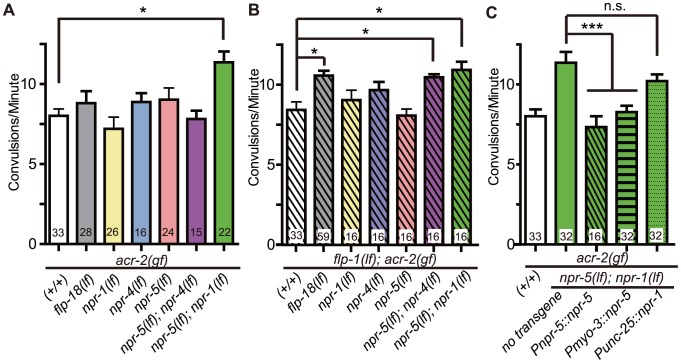 A
Convulsions/Minute
10
5
0
*
33
28
26
16
24
15
22
acr-2(gf)
(+/+)
flp-18(lf)
npr-1(lf)
npr-4(lf)
npr-5(lf)
npr-5(lf); npr-4(lf)
npr-5(lf); npr-1(lf)
B
Convulsions/Minute
10
5
0
*
*
*
33
59
16
16
16
16
16
flp-1(lf); acr-2(gf)
(+/+)
flp-18(lf)
npr-1(lf)
npr-4(lf)
npr-5(lf)
npr-5(lf); npr-4(lf)
npr-5(lf); npr-1(lf)
C
Convulsions/Minute
10
5
0
n.s.
***
33
32
16
32
32
acr-2(gf)
(+/+)
npr-5(lf); npr-1(lf)
no transgene
Pnpr-5::npr-5
Pmyo-3::npr-5
Punc-25::npr-1